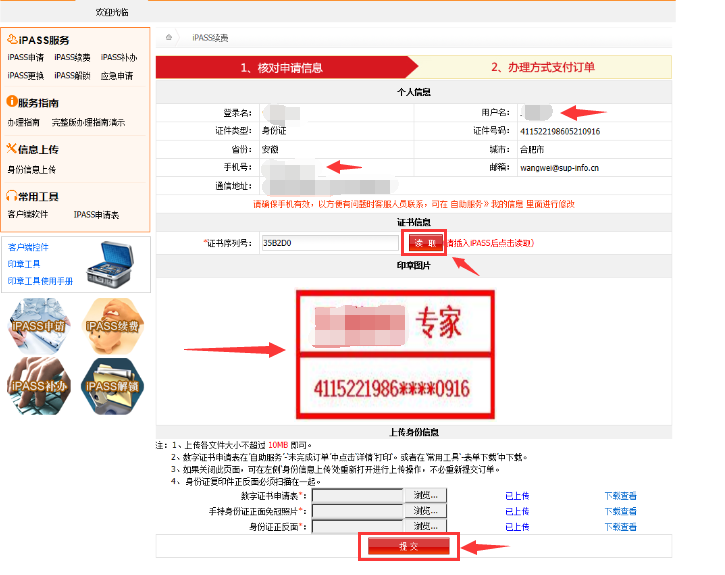 欢迎光临
iPASS服务
iPASS申请 iPASS续费 iPASS补办
iPASS更换 iPASS解锁 应急申请
服务指南
办理指南 完整版办理指南演示
信息上传
身份信息上传
常用工具
客户端软件 IPASS申请表
客户端控件
印章工具
印章工具使用手册
iPASS申请 iPASS续费
iPASS补办 iPASS解锁
iPASS续费
1、核对申请信息 2、办理方式支付订单
个人信息
登录名： 用户名：
证件类型： 身份证 证件号码： 411522198605210916
省份： 安徽 城市： 合肥市
手机号： 邮箱： wangwei@sup-info.cn
通信地址：
请确保手机有效，以方便有问题时客服人员联系，可在 自助服务》我的信息 里面进行修改
证书信息
*证书序列号： 35B2D0 读 取 请插入iPASS后点击读取)
印章图片
专家
4115221986****0916
上传身份信息
注：1、上传各文件大小不超过 10MB 即可。
2、数字证书申请表在'自助服务'-'未完成订单'中点击'详情'打印'。或者在'常用工具'-表单下载'中下载。
3、如果关闭此页面，可在左侧'身份信息上传'处重新打开进行上传操作，不必重新提交订单。
4、 身份证复印件正反面必须扫描在一起。
数字证书申请表*： 浏览... 已上传 下载查看
手持身份证正面免冠照片*： 浏览... 已上传 下载查看
身份证正反面*： 浏览... 已上传 下载查看
提 交